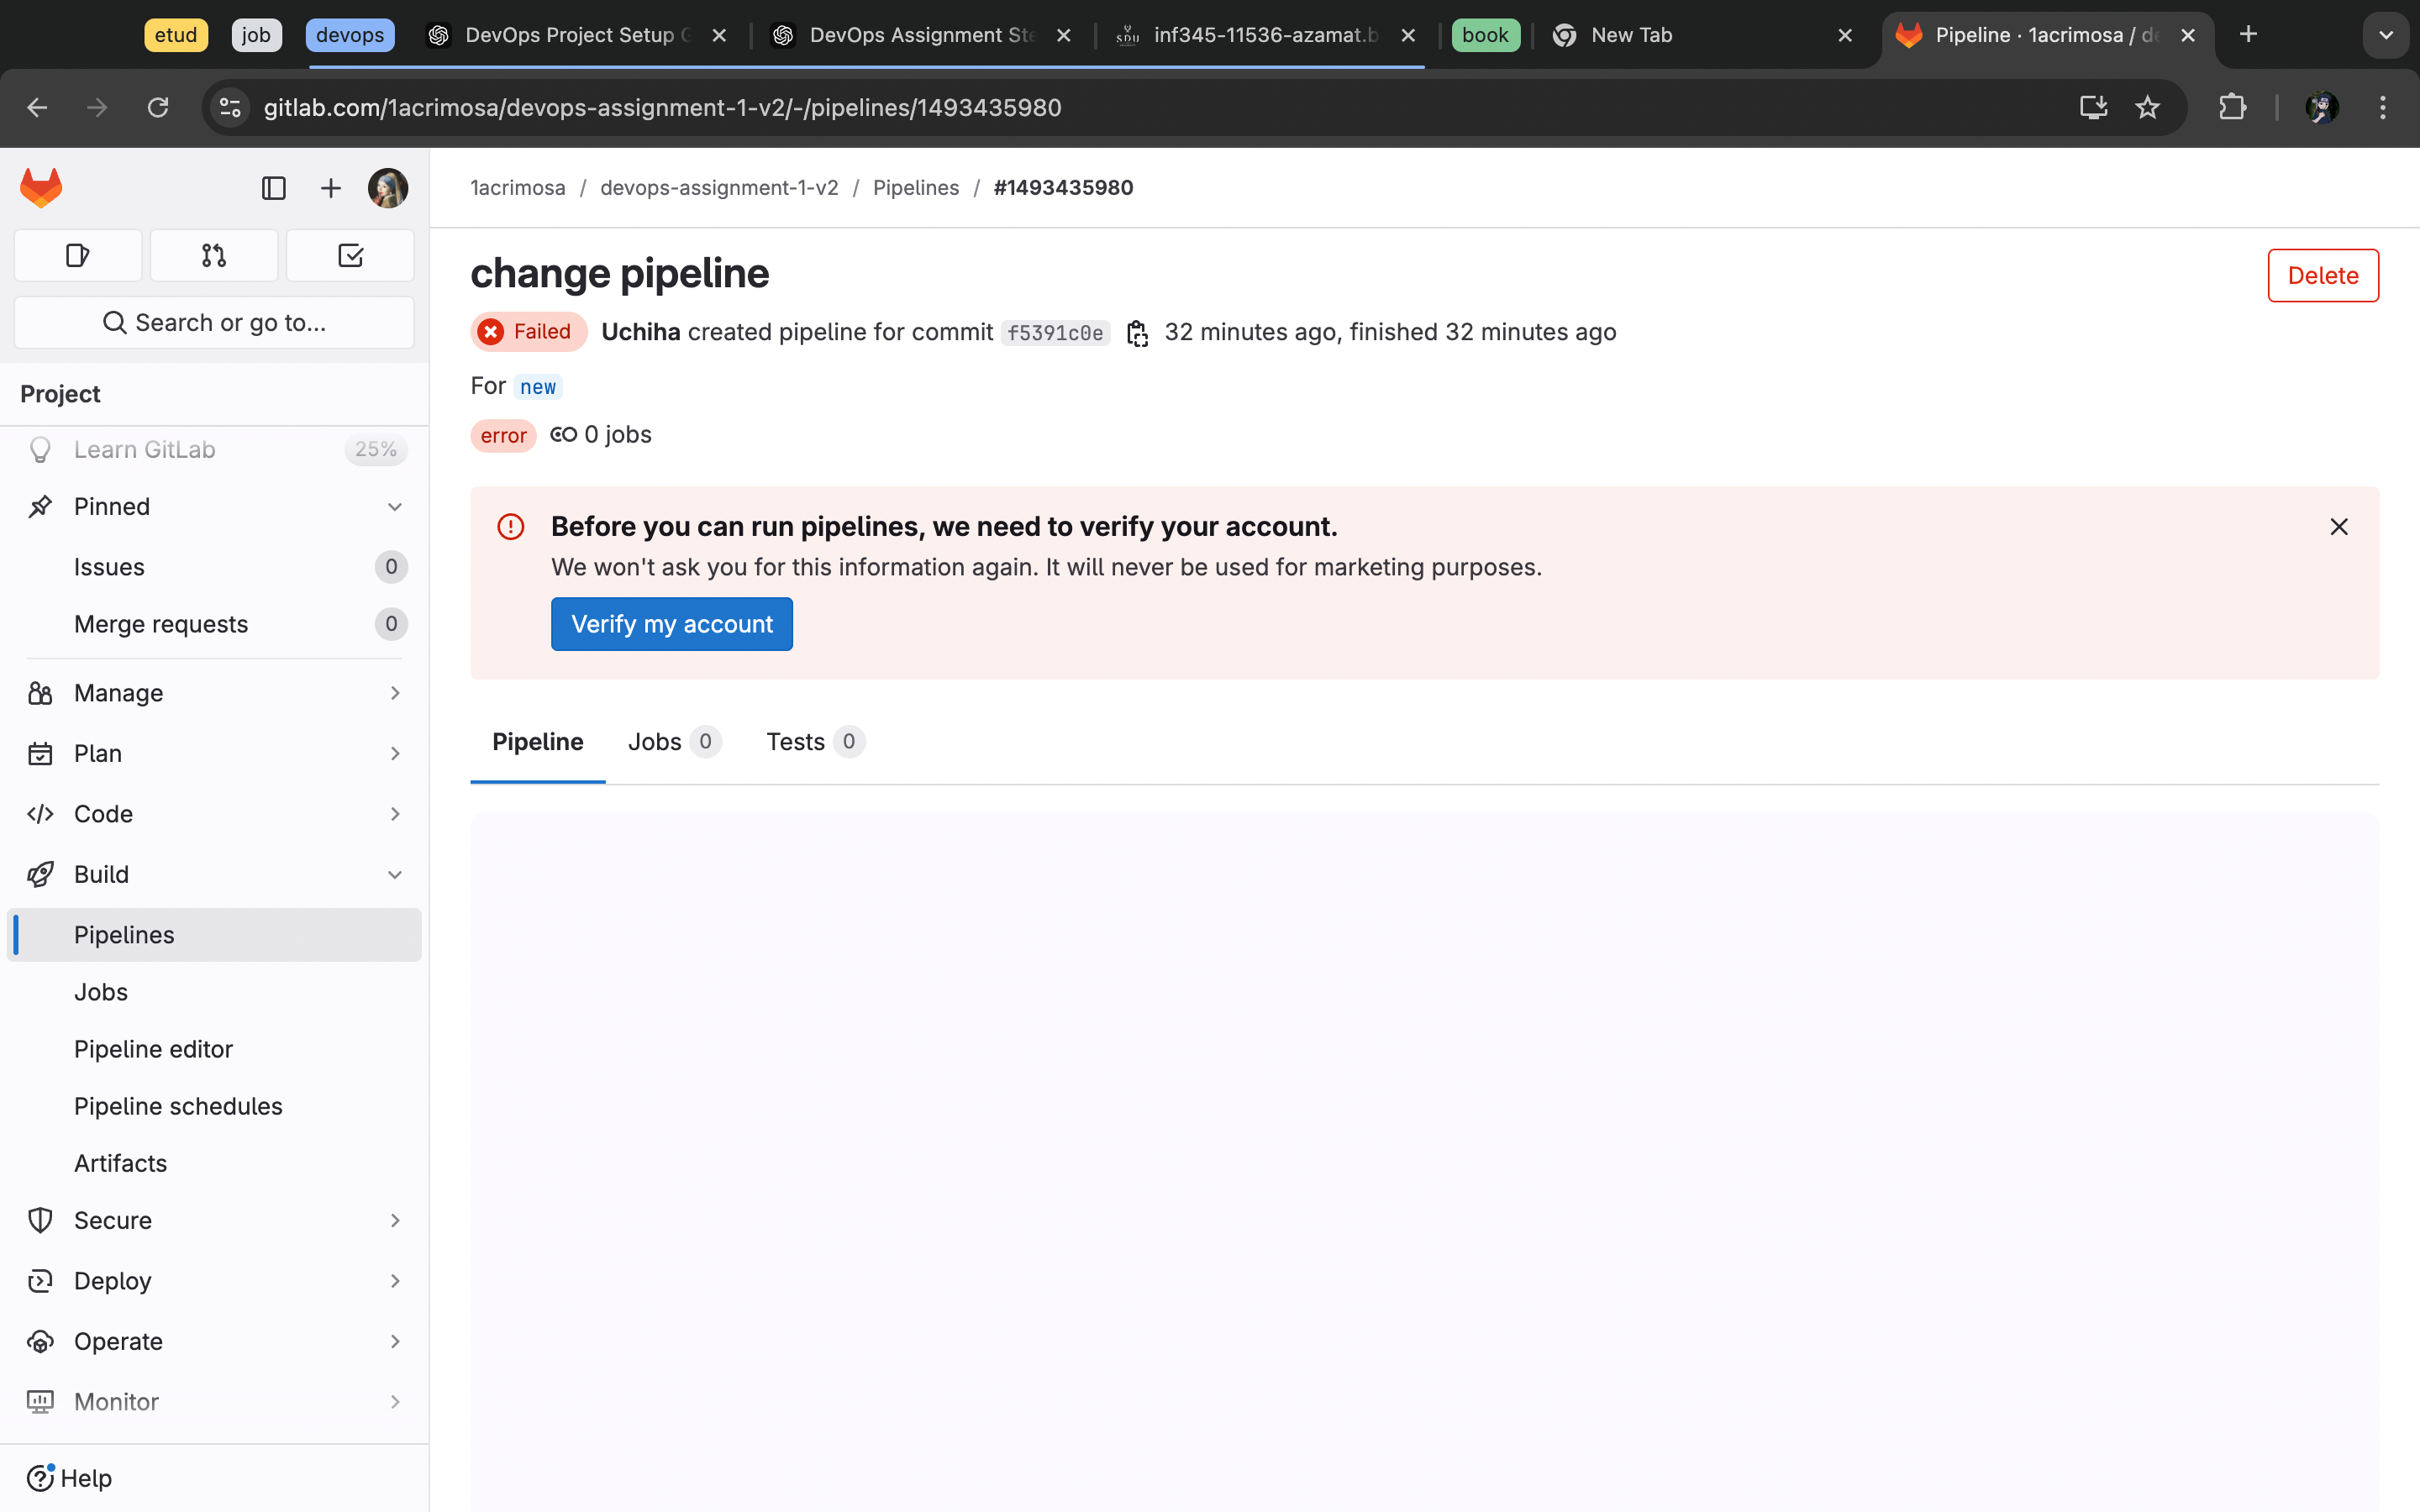 etud
job
devops
DevOps Project Setup G
DevOps Assignment Ste
SDU
inf345-11536-azamat.b
book
New Tab
Pipeline · 1acrimosa / de
gitlab.com/1acrimosa/devops-assignment-1-v2/-/pipelines/1493435980
Search or go to...
Project
Learn GitLab 25%
Pinned
Issues 0
Merge requests 0
Manage
Plan
Code
Build
Pipelines
Jobs
Pipeline editor
Pipeline schedules
Artifacts
Secure
Deploy
Operate
Monitor
Help
1acrimosa / devops-assignment-1-v2 / Pipelines / #1493435980
change pipeline
Delete
Failed Uchiha created pipeline for commit f5391c0e 32 minutes ago, finished 32 minutes ago
For new
error 0 jobs
Before you can run pipelines, we need to verify your account.
We won't ask you for this information again. It will never be used for marketing purposes.
Verify my account
Pipeline Jobs 0 Tests 0